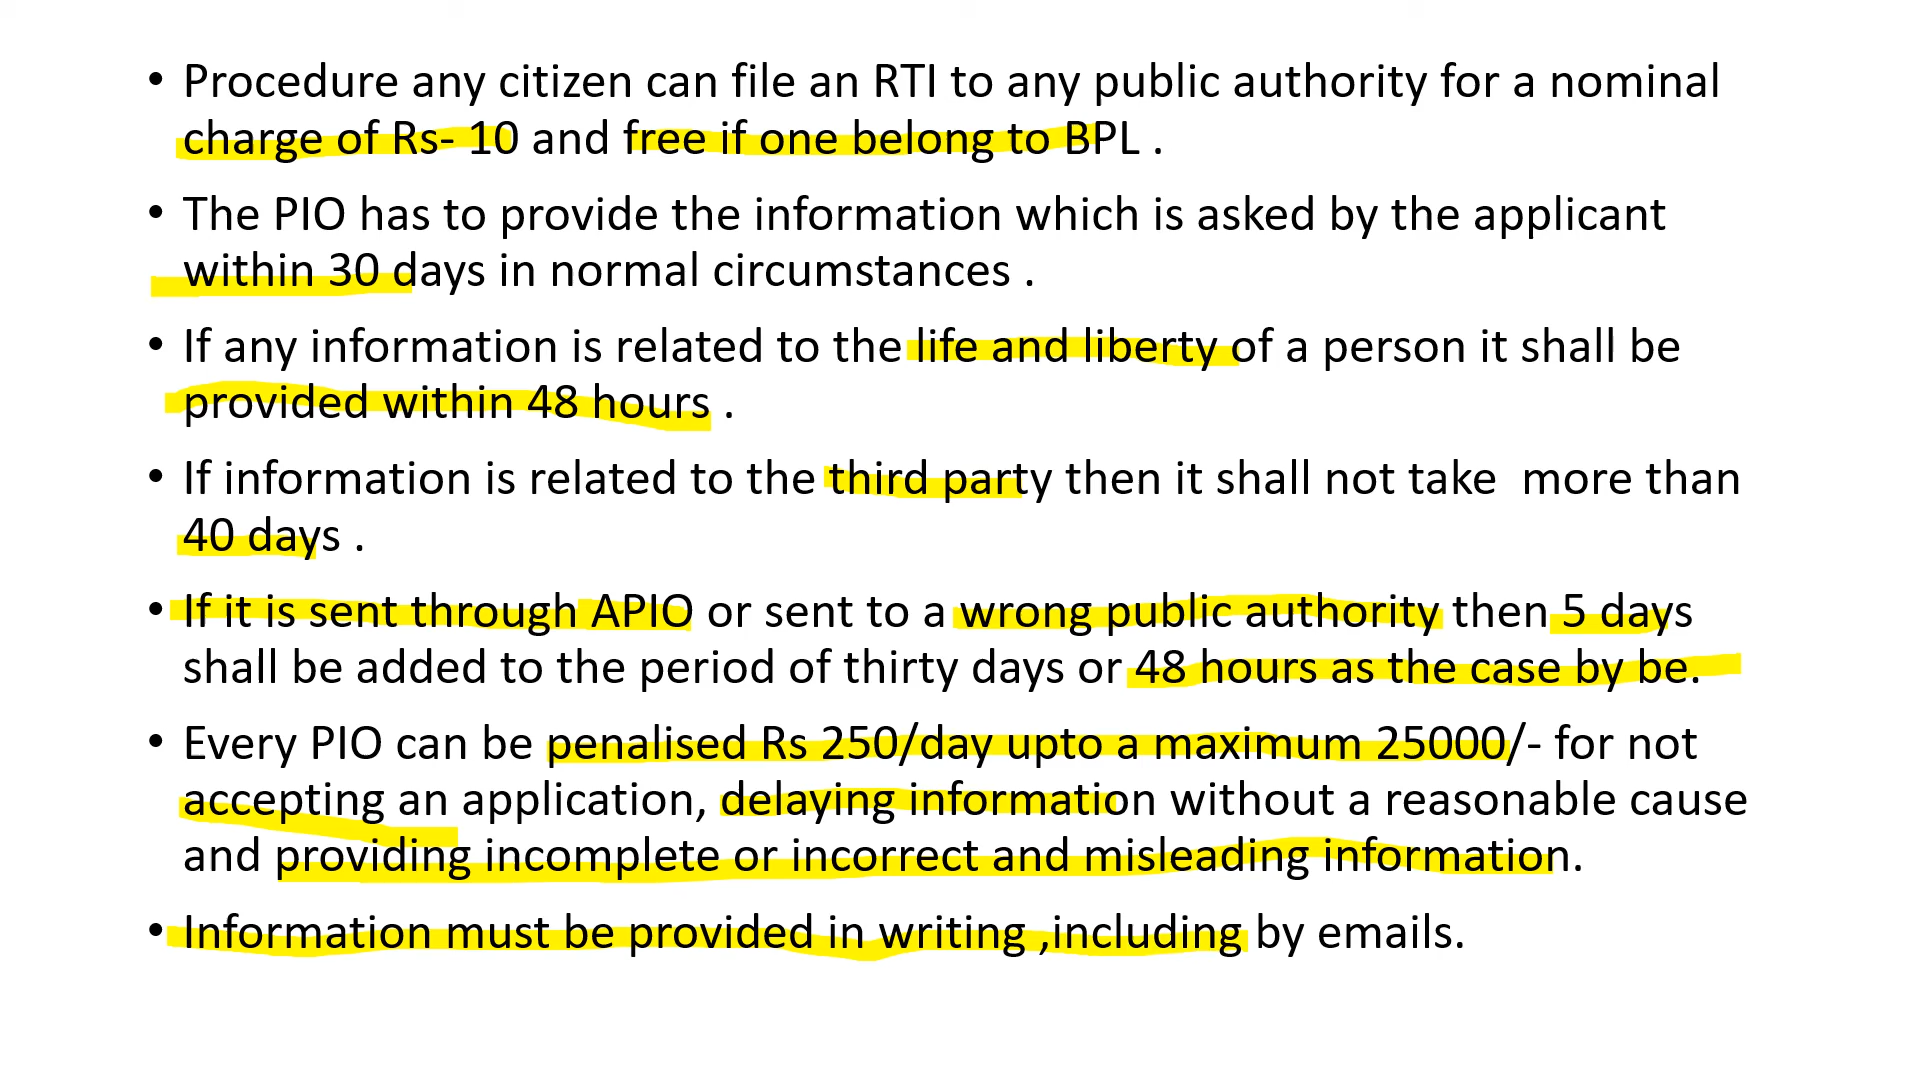 • Procedure any citizen can file an RTI to any public authority for a nominal
charge of Rs- 10 and free if one belong to BPL .
• The PIO has to provide the information which is asked by the applicant
within 30 days in normal circumstances .
• If any information is related to the life and liberty of a person it shall be
provided within 48 hours .
• If information is related to the third party then it shall not take  more than
40 days .
• If it is sent through APIO or sent to a wrong public authority then 5 days
shall be added to the period of thirty days or 48 hours as the case by be.
• Every PIO can be penalised Rs 250/day upto a maximum 25000/- for not
accepting an application, delaying information without a reasonable cause
and providing incomplete or incorrect and misleading information.
• Information must be provided in writing ,including by emails.